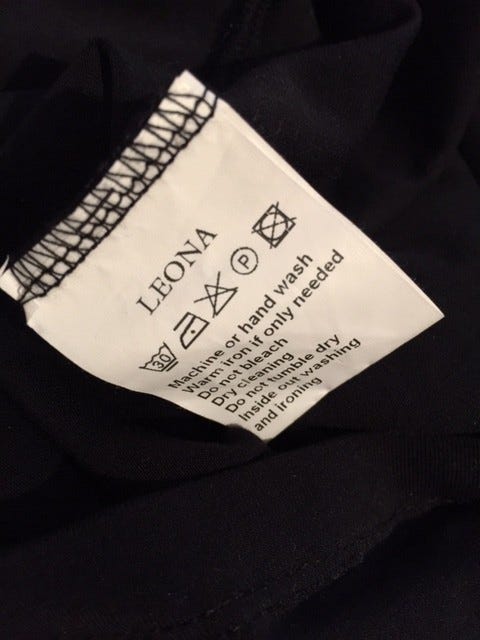 LEONA
30 P
Machine or hand wash
Warm iron if only needed
Do not bleach
Dry cleaning
Do not tumble dry
Inside out washing
and ironing